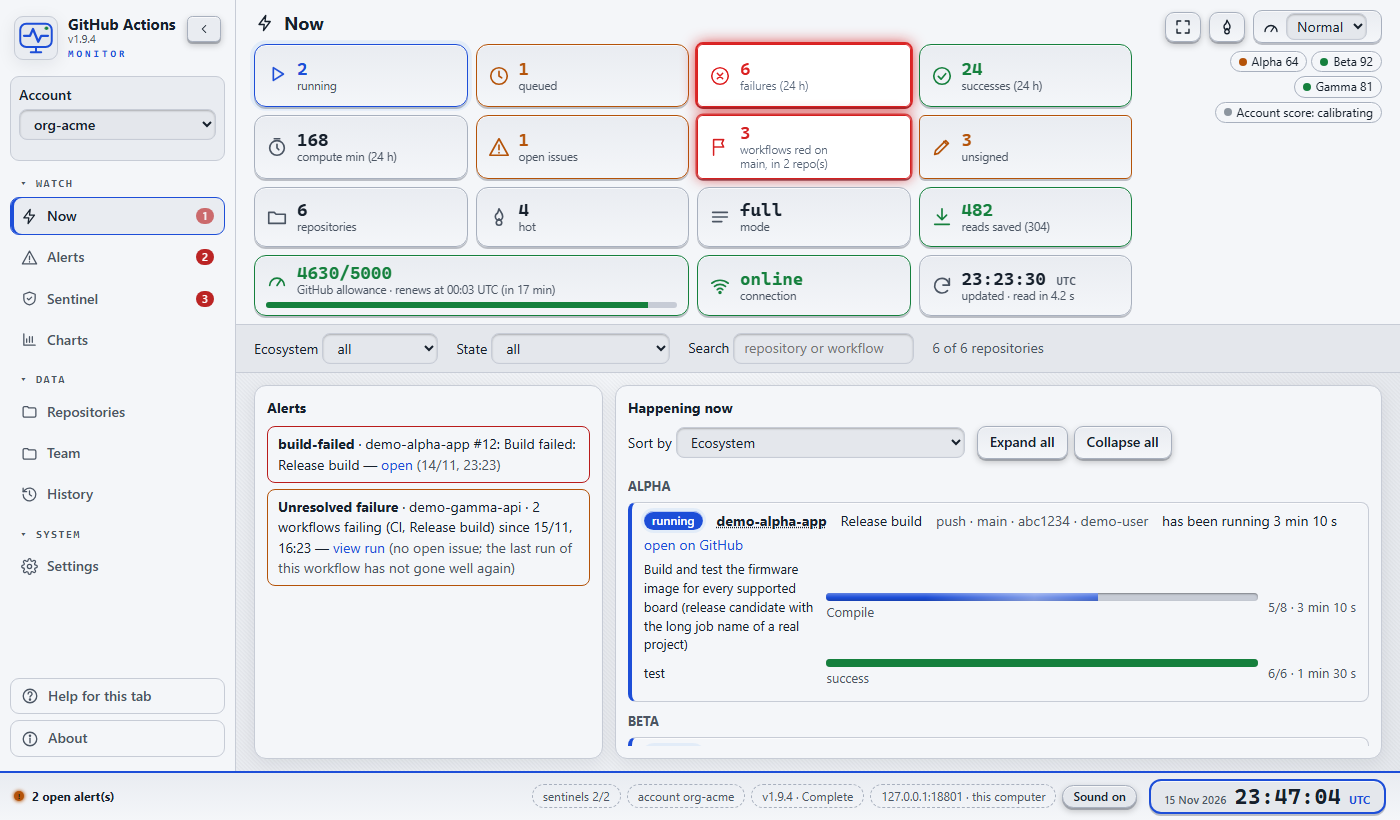 GitHub Actions
v1.9.4
MONITOR
Account
org-acme
WATCH
Now
1
Alerts
2
Sentinel
3
Charts
DATA
Repositories
Team
History
SYSTEM
Settings
Help for this tab
About
Now
Normal
Alpha 64
Beta 92
Gamma 81
Account score: calibrating
2
running
1
queued
6
failures (24 h)
24
successes (24 h)
168
compute min (24 h)
1
open issues
3
workflows red on
main, in 2 repo(s)
3
unsigned
6
repositories
4
hot
full
mode
482
reads saved (304)
4630/5000
GitHub allowance · renews at 00:03 UTC (in 17 min)
online
connection
23:23:30 UTC
updated · read in 4.2 s
Ecosystem all State all Search repository or workflow 6 of 6 repositories
Alerts
build-failed · demo-alpha-app #12: Build failed:
Release build — open (14/11, 23:23)
Unresolved failure · demo-gamma-api · 2
workflows failing (CI, Release build) since 15/11,
16:23 — view run (no open issue; the last run of
this workflow has not gone well again)
Happening now
Sort by Ecosystem Expand all Collapse all
ALPHA
running demo-alpha-app Release build push · main · abc1234 · demo-user has been running 3 min 10 s
open on GitHub
Build and test the firmware
image for every supported
board (release candidate with
the long job name of a real
project)
Compile
5/8 · 3 min 10 s
test
success
6/6 · 1 min 30 s
BETA
2 open alert(s)
sentinels 2/2
account org-acme
v1.9.4 · Complete
127.0.0.1:18801 · this computer
Sound on
15 Nov 2026 23:47:04 UTC